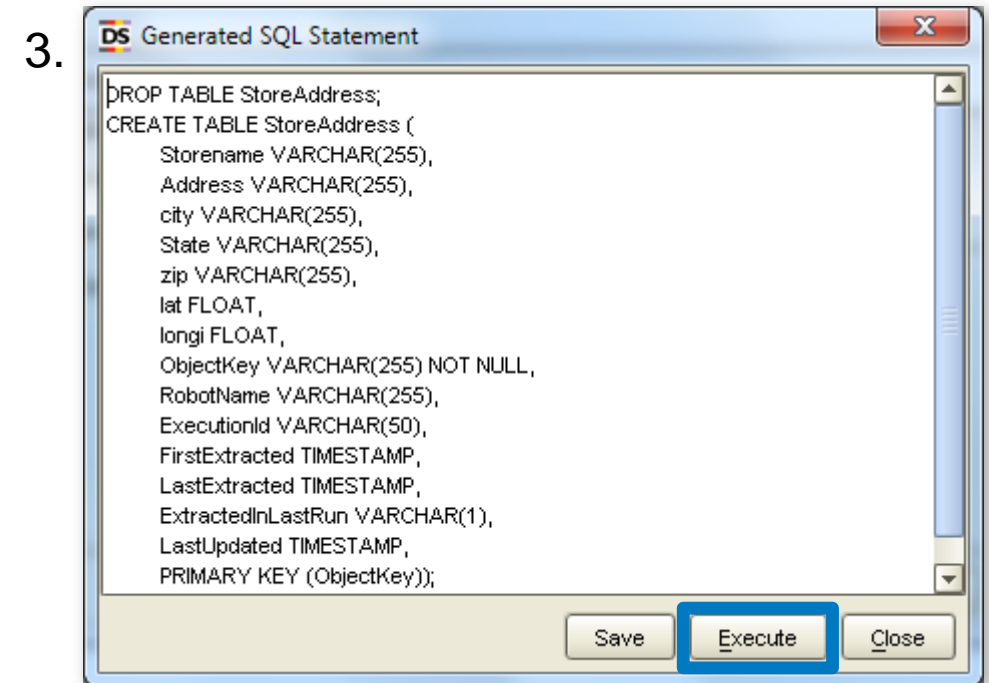 3.
DS Generated SQL Statement
DROP TABLE StoreAddress;
CREATE TABLE StoreAddress (
Storename VARCHAR(255),
Address VARCHAR(255),
city VARCHAR(255),
State VARCHAR(255),
zip VARCHAR(255),
lat FLOAT,
longi FLOAT,
ObjectKey VARCHAR(255) NOT NULL,
RobotName VARCHAR(255),
ExecutionId VARCHAR(50),
FirstExtracted TIMESTAMP,
LastExtracted TIMESTAMP,
ExtractedInLastRun VARCHAR(1),
LastUpdated TIMESTAMP,
PRIMARY KEY (ObjectKey));
Save Execute Close